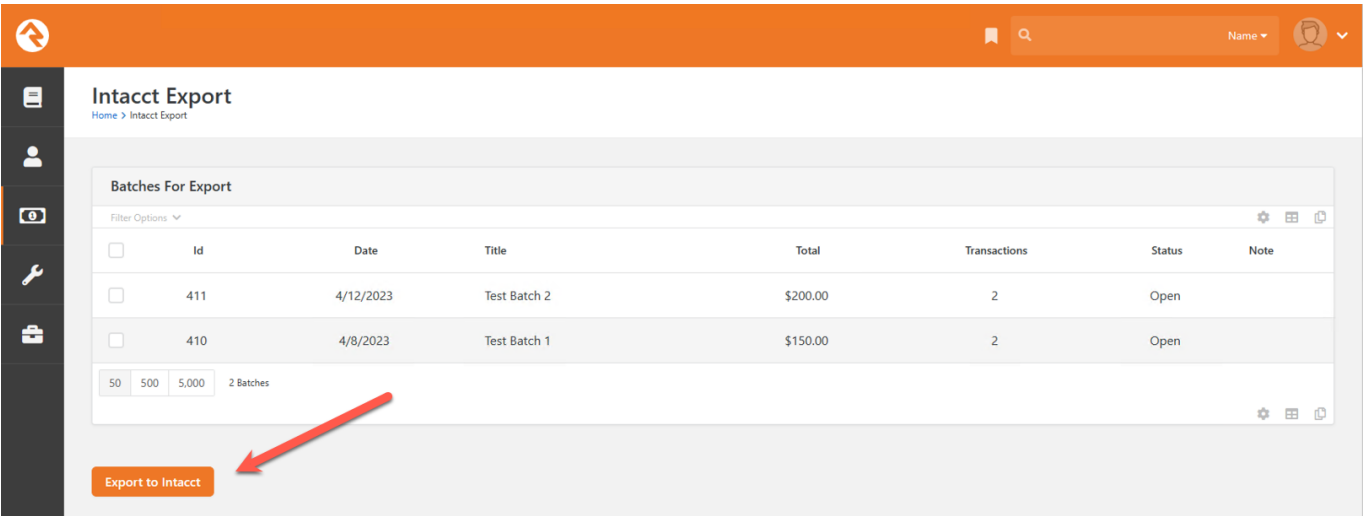 Name
Intacct Export
Home > Intacct Export
Batches For Export
Filter Options
Id Date Title Total Transactions Status Note
411 4/12/2023 Test Batch 2 $200.00 2 Open
410 4/8/2023 Test Batch 1 $150.00 2 Open
50 500 5,000 2 Batches
Export to Intacct